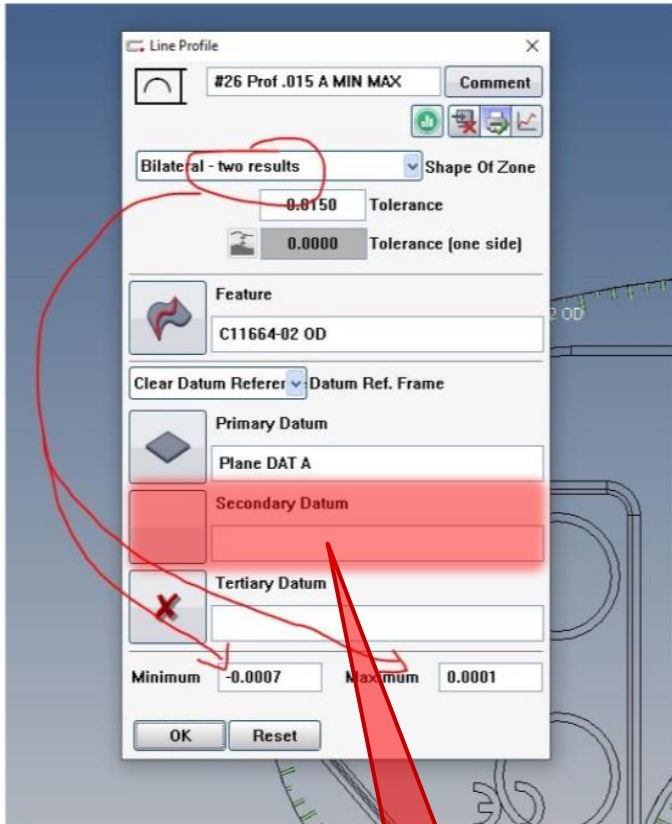 Line Profile
#26 Prof .015 A MIN MAX
Comment
Bilateral - two results
Shape Of Zone
0.0150 Tolerance
0.0000 Tolerance (one side)
Feature
C11664-02 OD
2 OD
Clear Datum Referer
Datum Ref. Frame
Primary Datum
Plane DAT A
Secondary Datum
Tertiary Datum
Minimum -0.0007 Maximum 0.0001
OK Reset